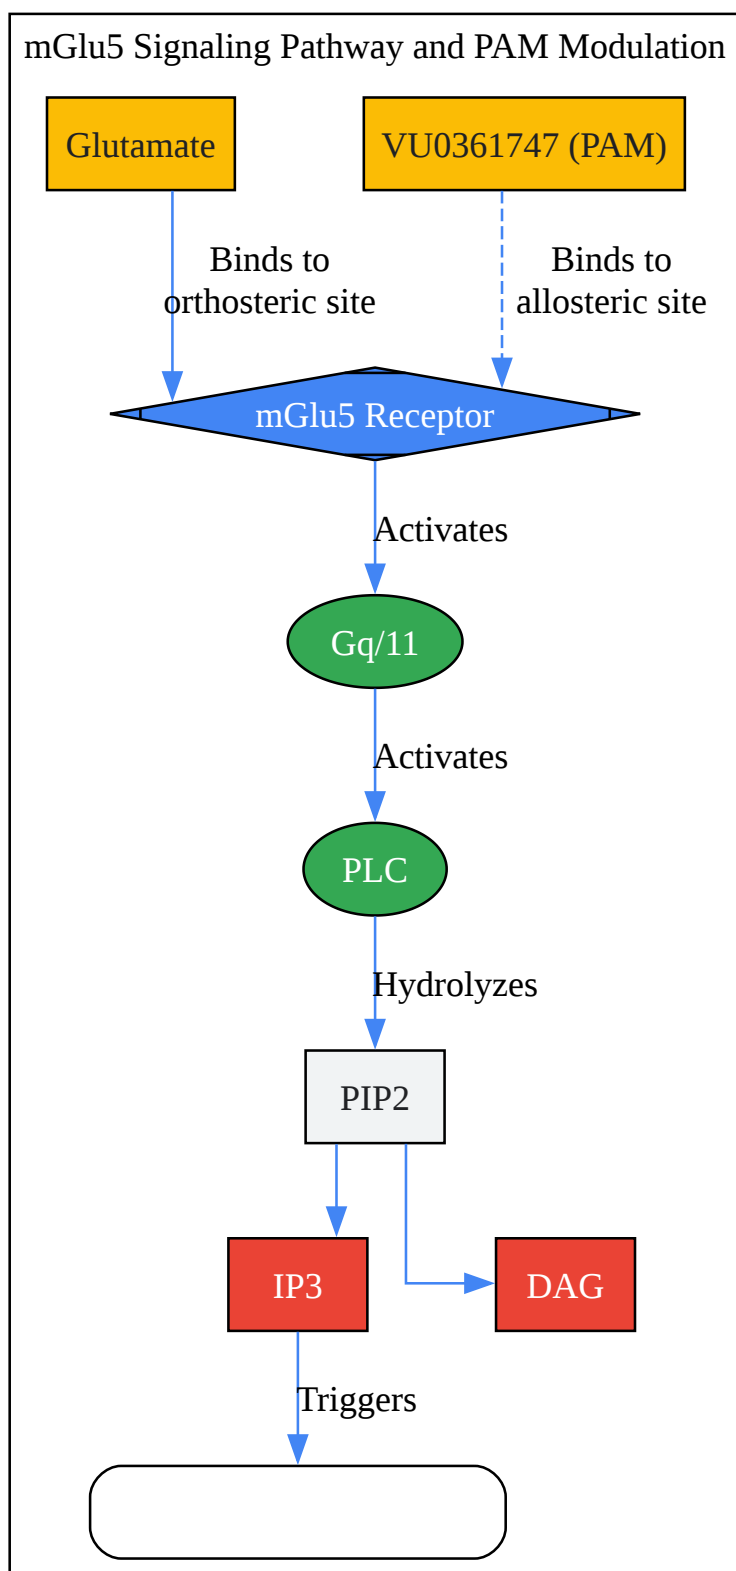 mGlu5 Signaling Pathway and PAM Modulation
Glutamate
VU0361747 (PAM)
Binds to
orthosteric site
Binds to
allosteric site
mGlu5 Receptor
Activates
Gq/11
Activates
PLC
Hydrolyzes
PIP2
IP3
DAG
Triggers